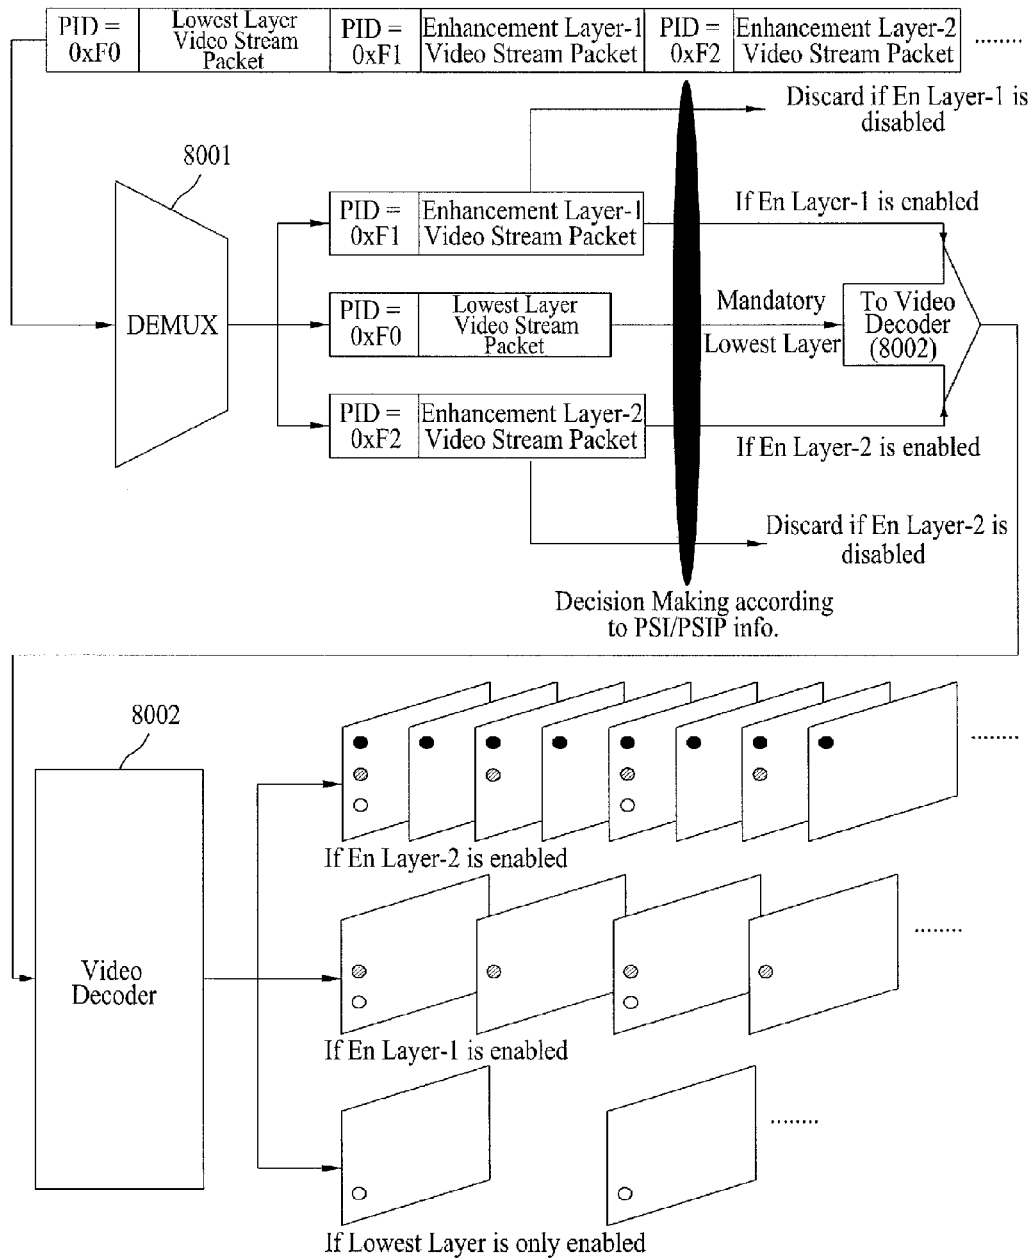 PID =
0xF0
Lowest Layer
Video Stream
Packet
PID =
0xF1
Enhancement Layer-1
Video Stream Packet
PID =
0xF2
Enhancement Layer-2
Video Stream Packet
........
Discard if En Layer-1 is
disabled
8001
DEMUX
PID =
0xF1
Enhancement Layer-1
Video Stream Packet
If En Layer-1 is enabled
PID =
0xF0
Lowest Layer
Video Stream
Packet
Mandatory
Lowest Layer
To Video
Decoder
(8002)
PID =
0xF2
Enhancement Layer-2
Video Stream Packet
If En Layer-2 is enabled
Discard if En Layer-2 is
disabled
Decision Making according
to PSI/PSIP info.
8002
Video
Decoder
........
If En Layer-2 is enabled
........
If En Layer-1 is enabled
........
If Lowest Layer is only enabled